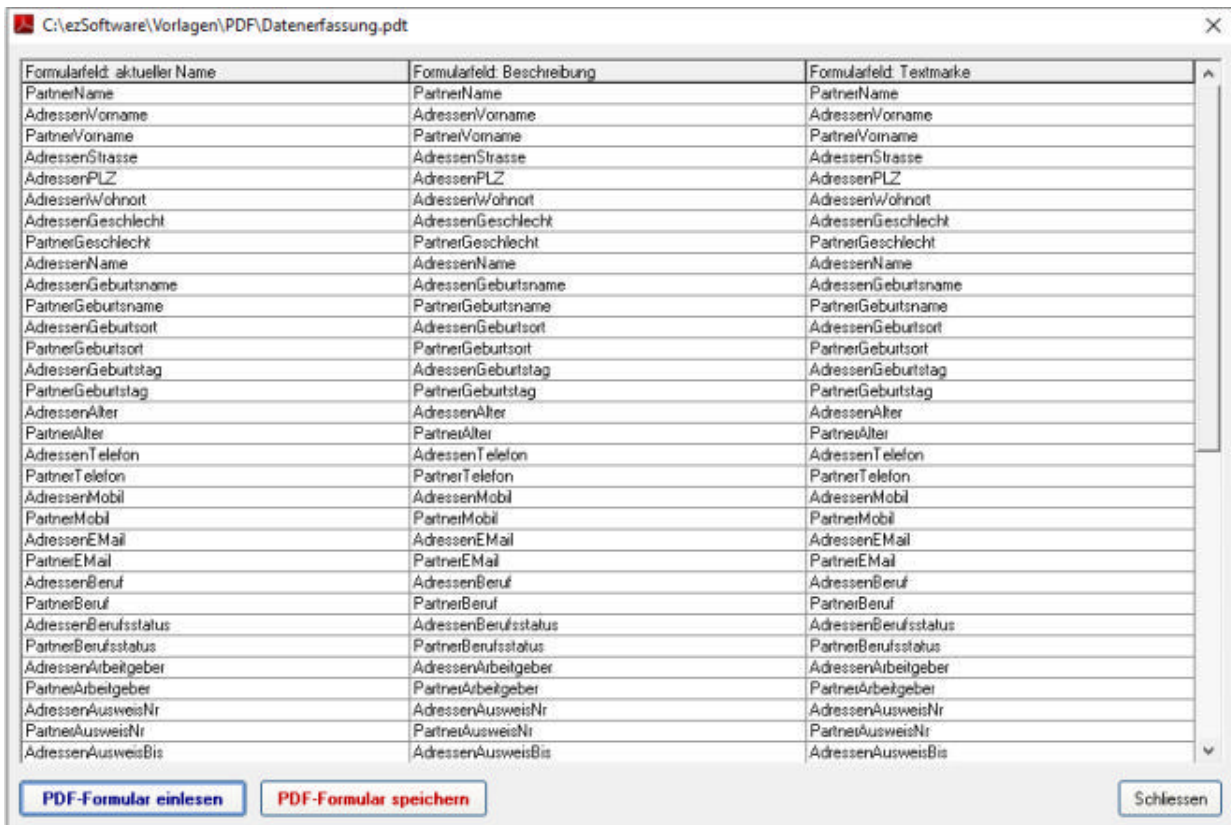 C:\ezSoftware\Vorlagen\PDF\Datenerfassung.pdt
Formularfeld: aktueller Name Formularfeld: Beschreibung Formularfeld: Textmarke
PartnerName PartnerName PartnerName
AdressenVorname AdressenVorname AdressenVorname
PartnerVorname PartnerVorname PartnerVorname
AdressenStrasse AdressenStrasse AdressenStrasse
AdressenPLZ AdressenPLZ AdressenPLZ
AdressenWohnort AdressenWohnort AdressenWohnort
AdressenGeschlecht AdressenGeschlecht AdressenGeschlecht
PartnerGeschlecht PartnerGeschlecht PartnerGeschlecht
AdressenName AdressenName AdressenName
AdressenGeburtsname AdressenGeburtsname AdressenGeburtsname
PartnerGeburtsname PartnerGeburtsname PartnerGeburtsname
AdressenGeburtsort AdressenGeburtsort AdressenGeburtsort
PartnerGeburtsort PartnerGeburtsort PartnerGeburtsort
AdressenGeburtstag AdressenGeburtstag AdressenGeburtstag
PartnerGeburtstag PartnerGeburtstag PartnerGeburtstag
AdressenAlter AdressenAlter AdressenAlter
PartnerAlter PartnerAlter PartnerAlter
AdressenTelefon AdressenTelefon AdressenTelefon
PartnerTelefon PartnerTelefon PartnerTelefon
AdressenMobil AdressenMobil AdressenMobil
PartnerMobil PartnerMobil PartnerMobil
AdressenEMail AdressenEMail AdressenEMail
PartnerEMail PartnerEMail PartnerEMail
AdressenBeruf AdressenBeruf AdressenBeruf
PartnerBeruf PartnerBeruf PartnerBeruf
AdressenBerufsstatus AdressenBerufsstatus AdressenBerufsstatus
PartnerBerufsstatus PartnerBerufsstatus PartnerBerufsstatus
AdressenArbeitgeber AdressenArbeitgeber AdressenArbeitgeber
PartnerArbeitgeber PartnerArbeitgeber PartnerArbeitgeber
AdressenAusweisNr AdressenAusweisNr AdressenAusweisNr
PartnerAusweisNr PartnerAusweisNr PartnerAusweisNr
AdressenAusweisBis AdressenAusweisBis AdressenAusweisBis
PDF-Formular einlesen PDF-Formular speichern Schliessen